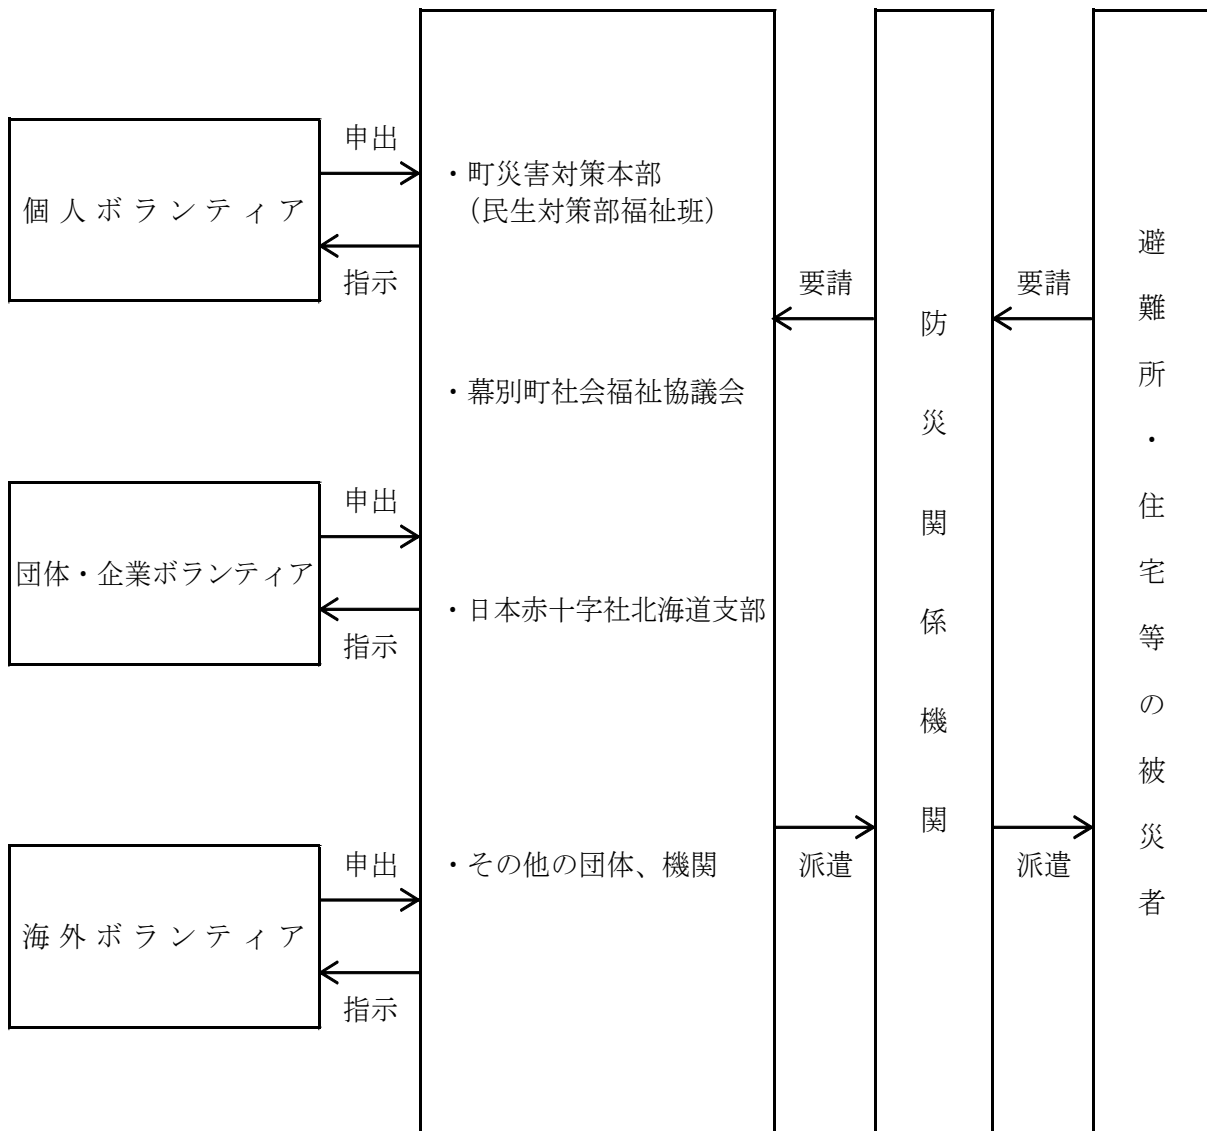 個人ボランティア
申出
指示
団体・企業ボランティア
申出
指示
海外ボランティア
申出
指示
・町災害対策本部
（民生対策部福祉班）
・幕別町社会福祉協議会
・日本赤十字社北海道支部
・その他の団体、機関
要請
派遣
防災関係機関
要請
派遣
避難所・住宅等の被災者